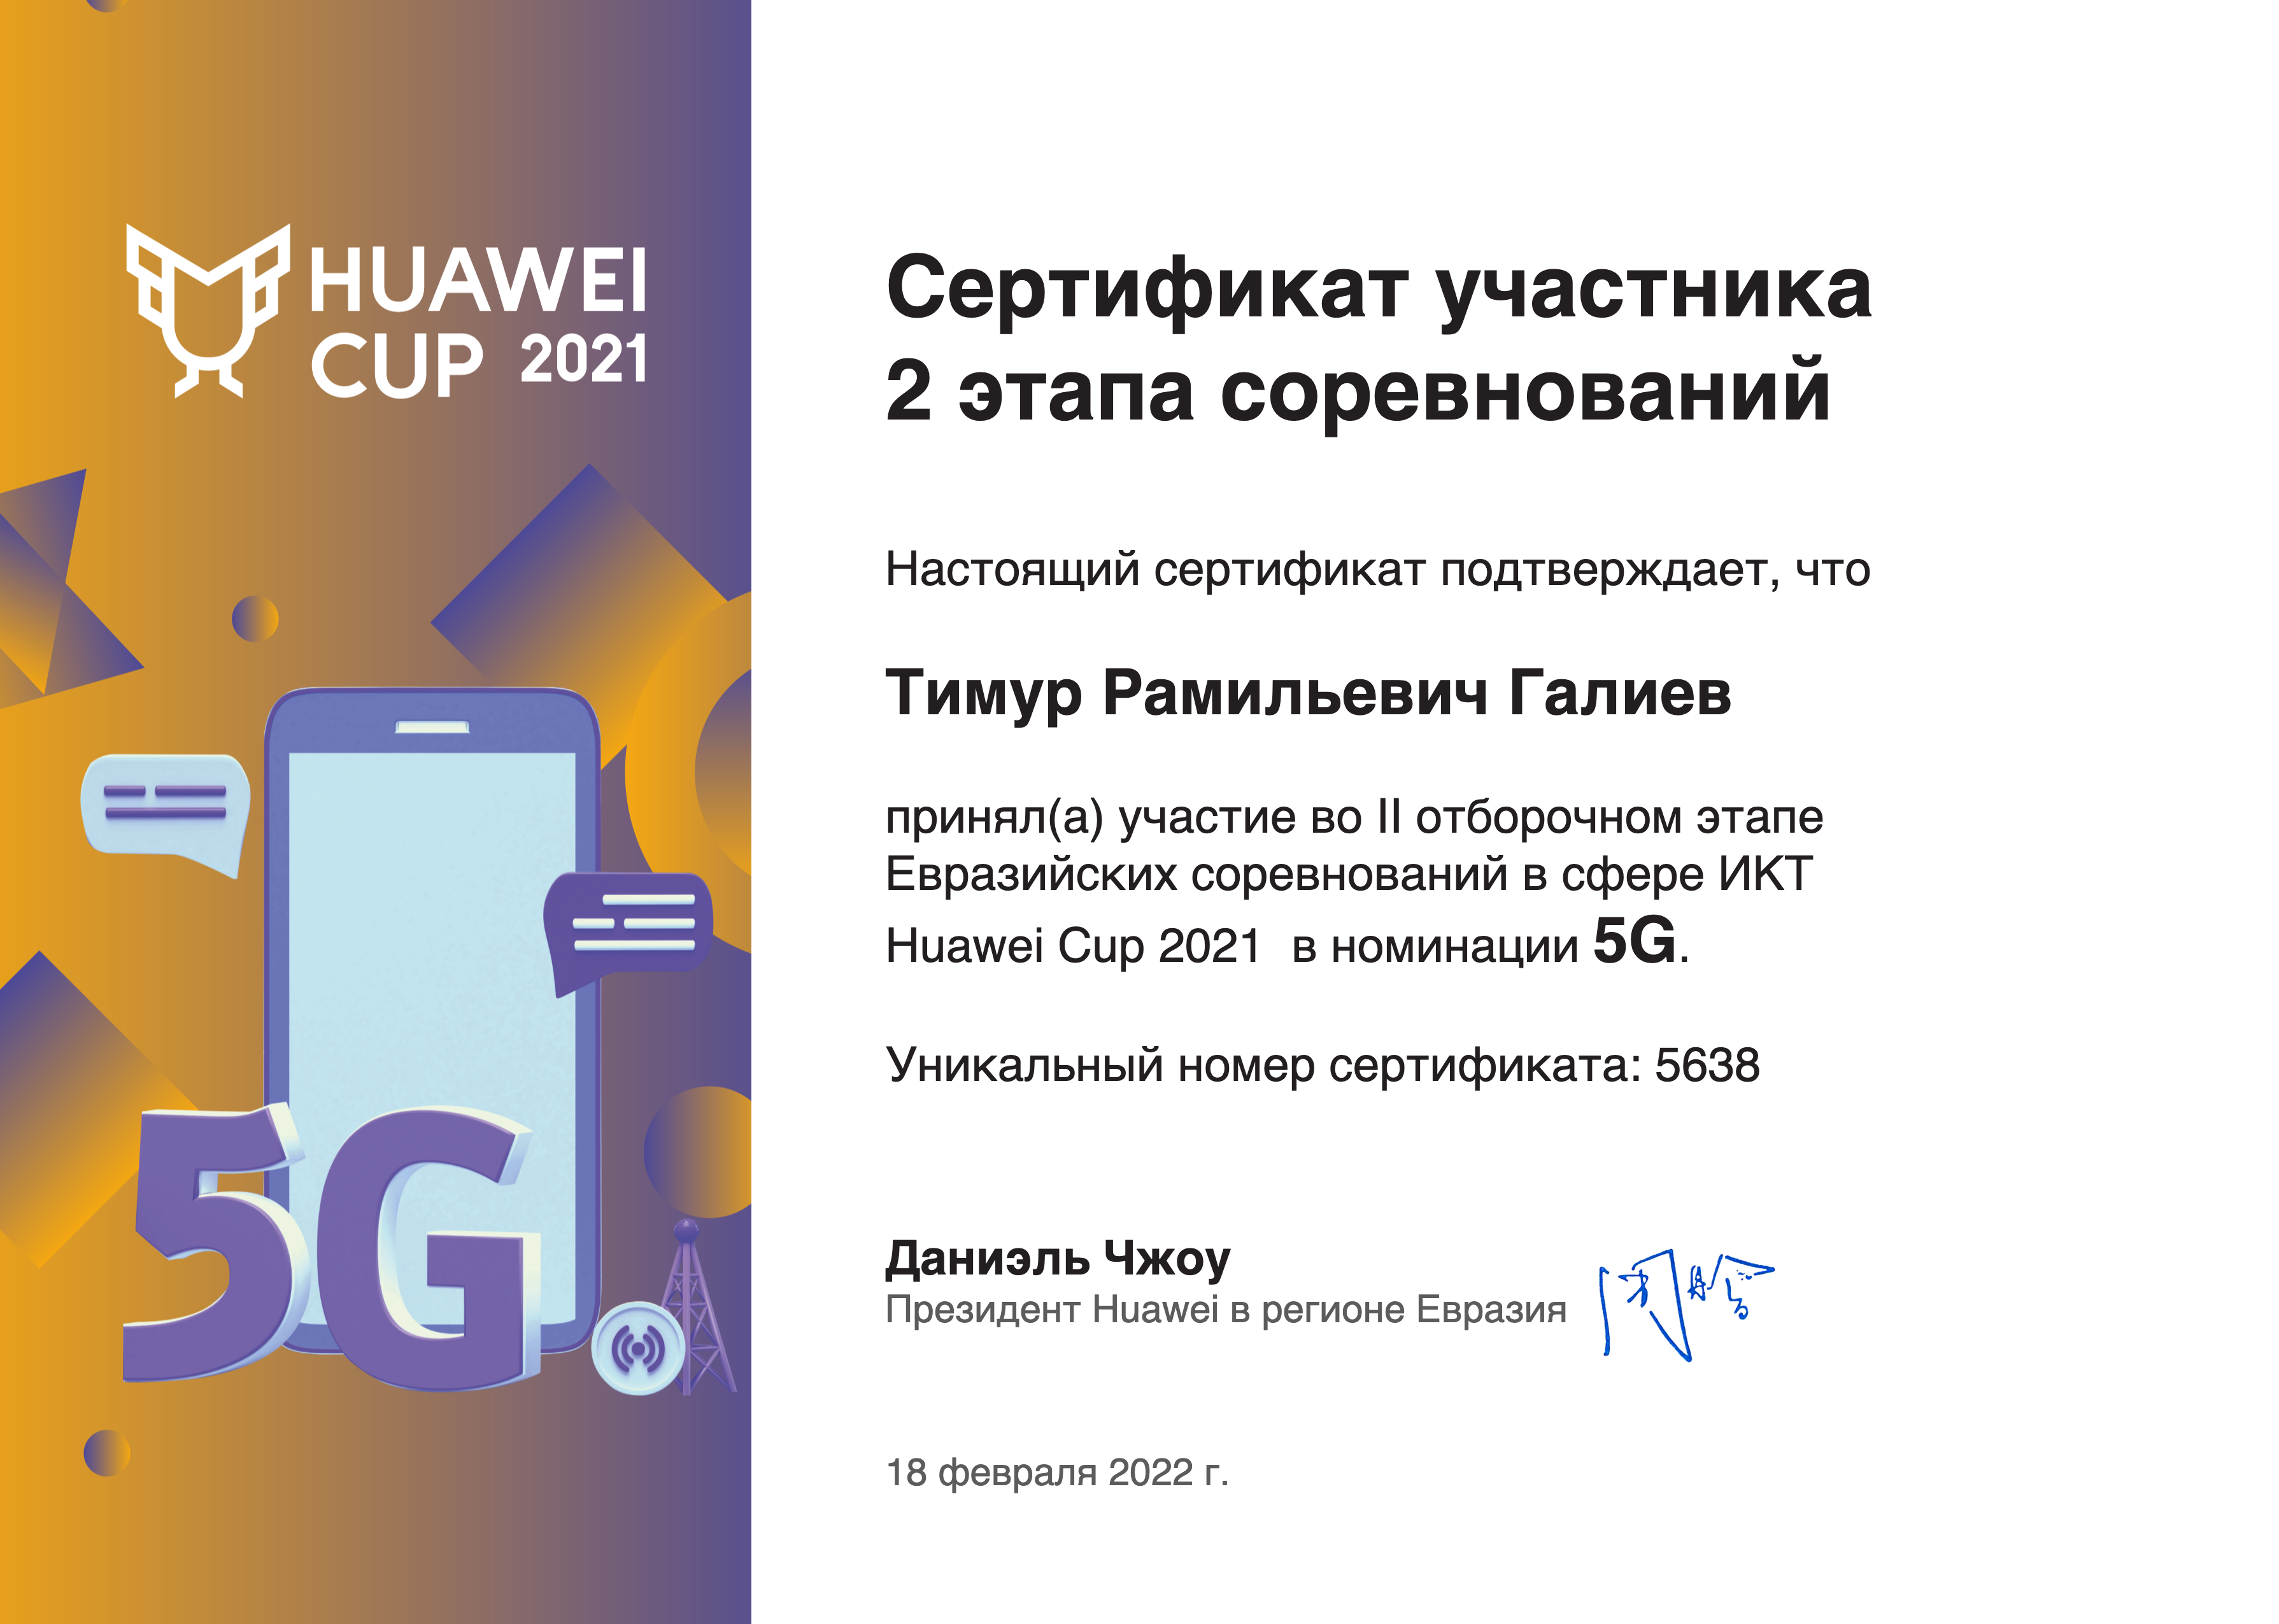 HUAWEI
CUP 2021
5G
Сертификат участника
2 этапа соревнований
Настоящий сертификат подтверждает, что
Тимур Рамильевич Галиев
принял(а) участие во II отборочном этапе
Евразийских соревнований в сфере ИКТ
Huawei Cup 2021 в номинации 5G.
Уникальный номер сертификата: 5638
Даниэль Чжоу
Президент Huawei в регионе Евразия
18 февраля 2022 г.